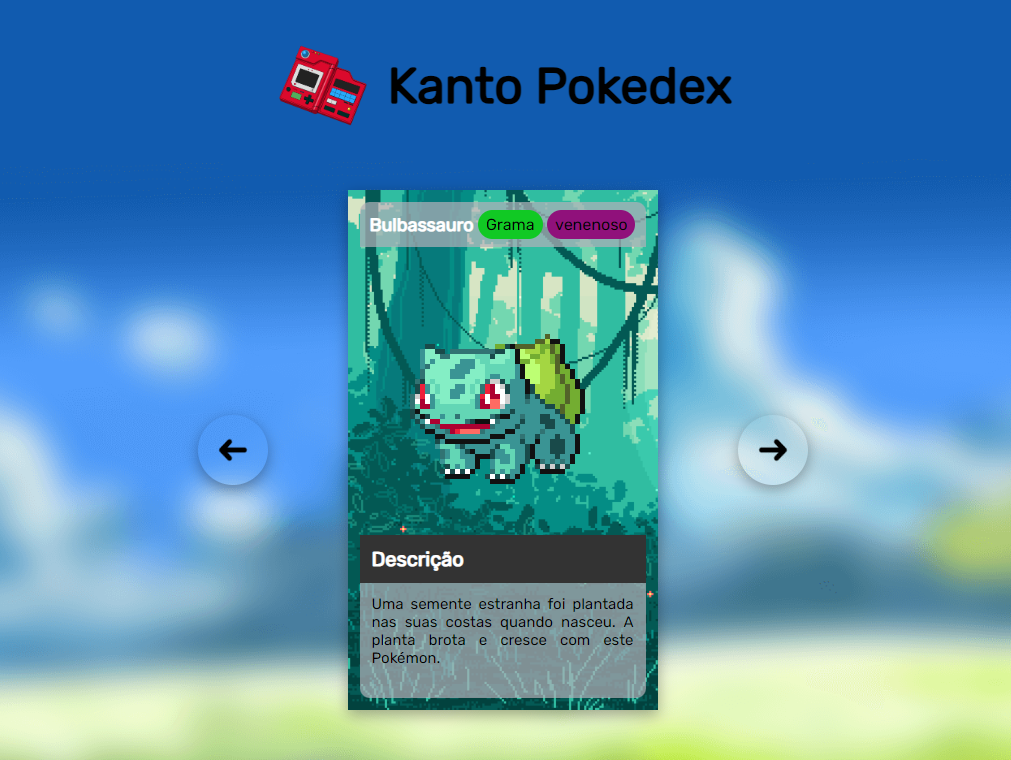 Kanto Pokedex
Bulbassauro Grama venenoso
Descrição
Uma semente estranha foi plantada
nas suas costas quando nasceu. A
planta brota e cresce com este
Pokémon.